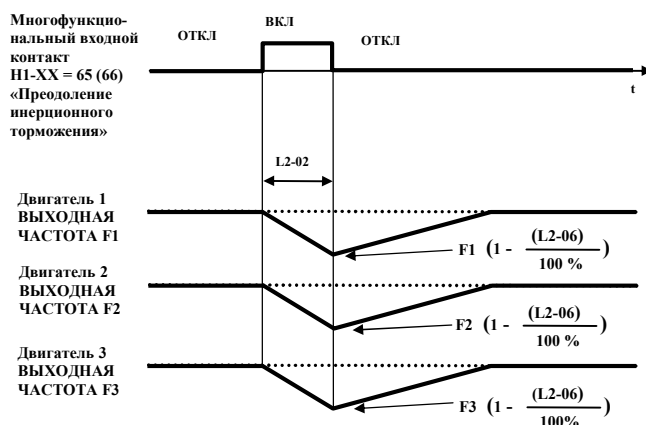 Многофункцио-
нальный входной
контакт
H1-XX = 65 (66)
«Преодоление
инерционного
торможения»
ОТКЛ
ВКЛ
ОТКЛ
t
L2-02
Двигатель 1
ВЫХОДНАЯ
ЧАСТОТА F1
F1 (1 - (L2-06)
100 % )
Двигатель 2
ВЫХОДНАЯ
ЧАСТОТА F2
F2 (1 - (L2-06)
100 % )
Двигатель 3
ВЫХОДНАЯ
ЧАСТОТА F3
F3 (1 - (L2-06)
100% )